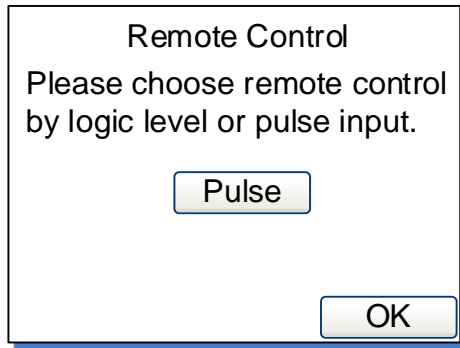 Remote Control
Please choose remote control
by logic level or pulse input.
Pulse
OK